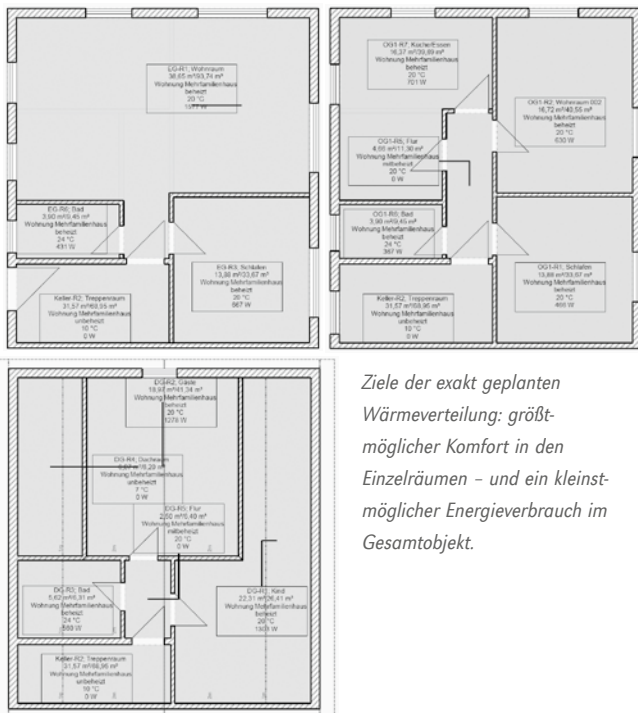 EG-R1; Wohnraum
38,65 m²/93,74 m³
Wohnung Mehrfamilienhaus
beheizt
20 °C
EG-R6; Bad
3,90 m²/9,45 m³
Wohnung Mehrfamilienhaus
beheizt
24 °C
431 W
EG-R3; Schlafen
13,88 m²/33,67 m³
Wohnung Mehrfamilienhaus
beheizt
20 °C
667 W
Keller-R2; Treppenraum
31,57 m²/68,95 m³
Wohnung Mehrfamilienhaus
unbeheizt
10 °C
0 W
OG1-R7; Küche/Essen
16,37 m²/39,69 m³
Wohnung Mehrfamilienhaus
beheizt
20 °C
701 W
OG1-R2; Wohnraum
16,72 m²/40,55 m³
Wohnung Mehrfamilienhaus
beheizt
20 °C
630 W
OG1-R5; Flur
4,66 m²/11,30 m³
Wohnung Mehrfamilienhaus
mitbeheizt
20 °C
0 W
OG1-R6; Bad
3,90 m²/9,45 m³
Wohnung Mehrfamilienhaus
beheizt
24 °C
367 W
OG1-R1; Schlafen
13,88 m²/33,67 m³
Wohnung Mehrfamilienhaus
beheizt
20 °C
Keller-R2; Treppenraum
31,57 m²/68,95 m³
Wohnung Mehrfamilienhaus
unbeheizt
10 °C
0 W
DG-R2; Gäste
Wohnung Mehrfamilienhaus
beheizt
20 °C
1278 W
DG-R4; Dachraum
Wohnung Mehrfamilienhaus
unbeheizt
7 °C
0 W
DG-R5; Flur
Wohnung Mehrfamilienhaus
mitbeheizt
20 °C
0 W
DG-R3; Bad
Wohnung Mehrfamilienhaus
beheizt
24 °C
Kind
Wohnung Mehrfamilienhaus
beheizt
20 °C
Keller-R2; Treppenraum
31,57 m²/68,95 m³
Wohnung Mehrfamilienhaus
unbeheizt
10 °C
0 W
Ziele der exakt geplanten
Wärmeverteilung: größt-
möglicher Komfort in den
Einzelräumen – und ein kleinst-
möglicher Energieverbrauch im
Gesamtobjekt.